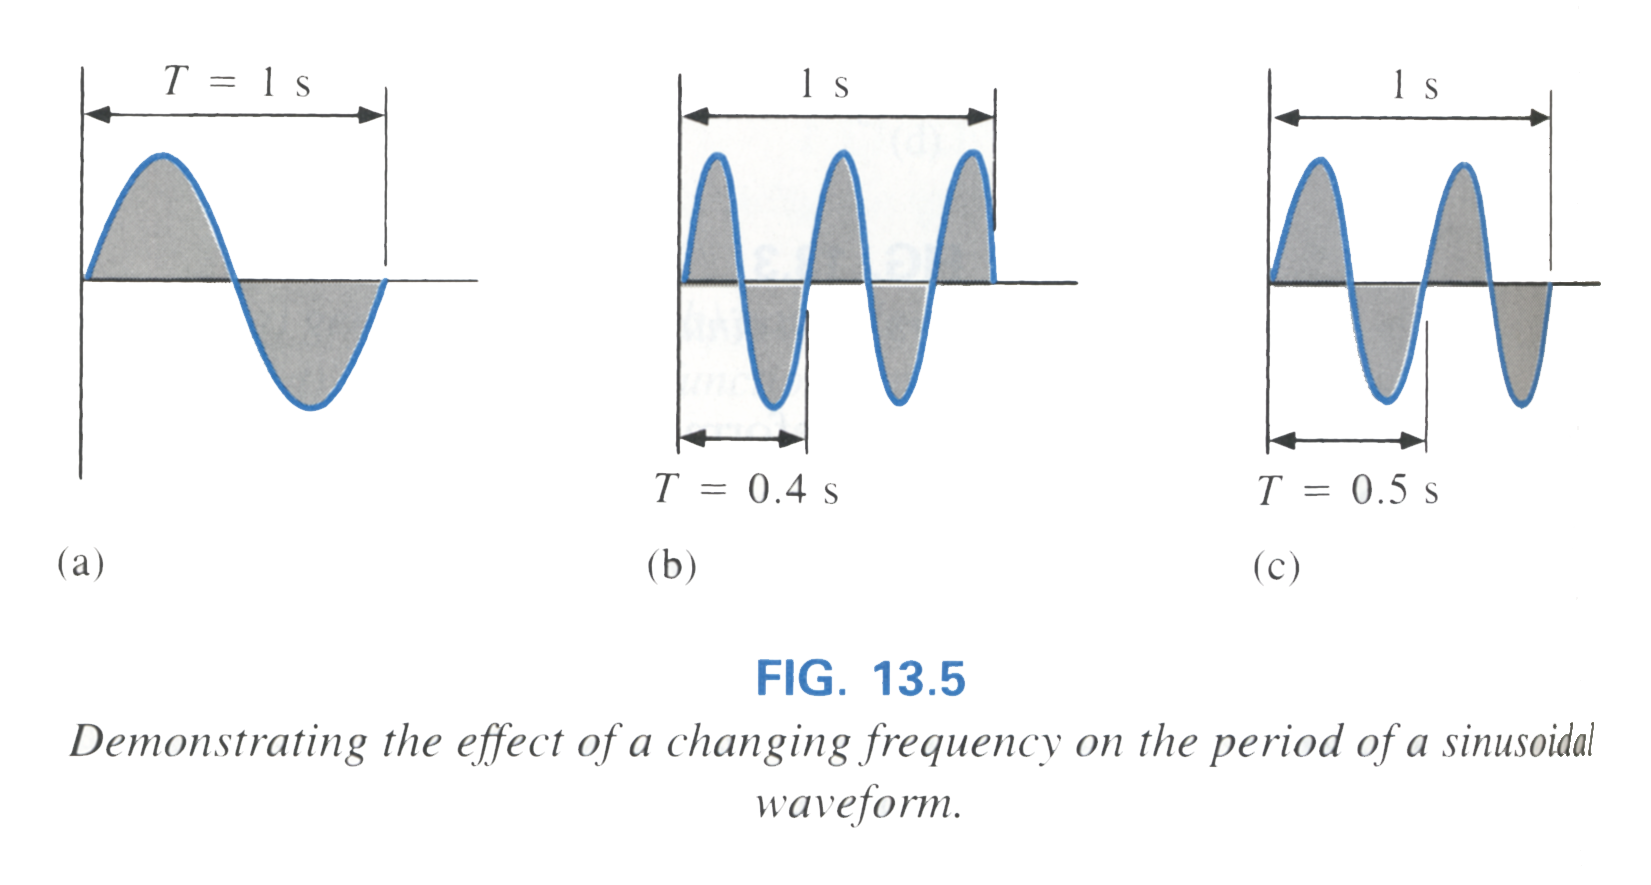 T = 1 s
1 s
1 s
T = 0.4 s
T = 0.5 s
(a)
(b)
(c)
FIG. 13.5
Demonstrating the effect of a changing frequency on the period of a sinusoidal
waveform.